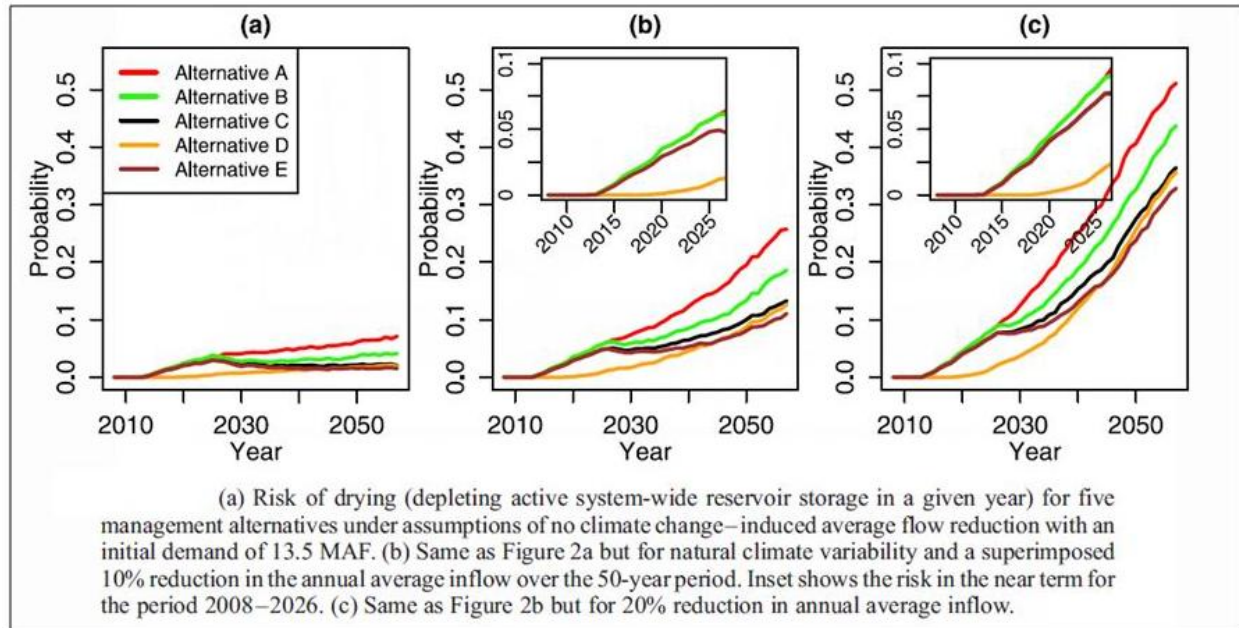 (a)
Alternative A
Alternative B
Alternative C
Alternative D
Alternative E
Probability
0.0 0.1 0.2 0.3 0.4 0.5
2010 2030 2050
Year
(b)
0 0.05 0.1
2010 2015 2020 2025
Probability
0.0 0.1 0.2 0.3 0.4 0.5
2010 2030 2050
Year
(c)
0 0.05 0.1
2010 2015 2020 2025
Probability
0.0 0.1 0.2 0.3 0.4 0.5
2010 2030 2050
Year
(a) Risk of drying (depleting active system-wide reservoir storage in a given year) for five
management alternatives under assumptions of no climate change–induced average flow reduction with an
initial demand of 13.5 MAF. (b) Same as Figure 2a but for natural climate variability and a superimposed
10% reduction in the annual average inflow over the 50-year period. Inset shows the risk in the near term for
the period 2008–2026. (c) Same as Figure 2b but for 20% reduction in annual average inflow.